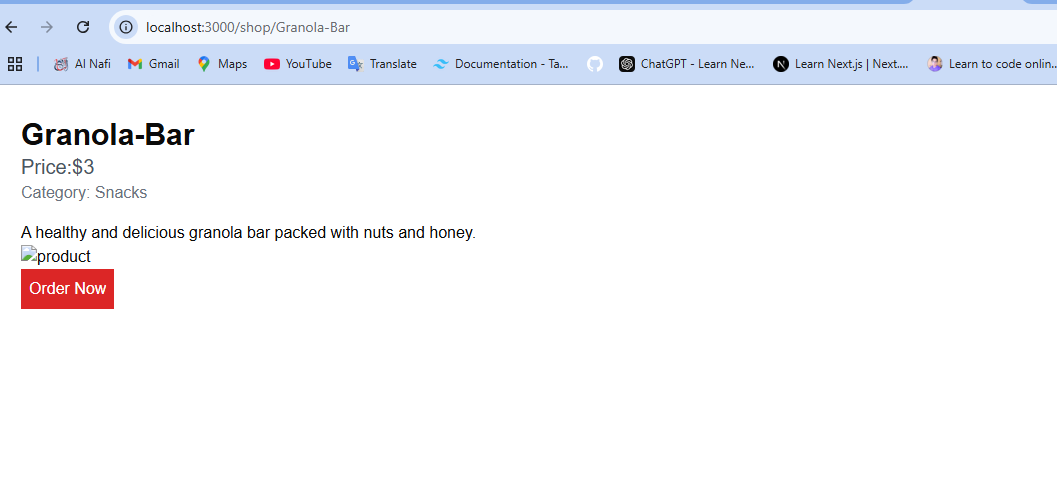 localhost:3000/shop/Granola-Bar
Al Nafi Gmail Maps YouTube Translate Documentation - Ta... ChatGPT - Learn Ne... Learn Next.js | Next.... Learn to code onlin...
Granola-Bar
Price:$3
Category: Snacks
A healthy and delicious granola bar packed with nuts and honey.
product
Order Now